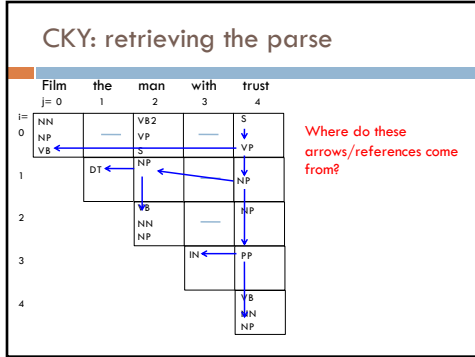 CKY: retrieving the parse
Film the man with trust
j= 0 1 2 3 4
i=
0
NN
NP
VB
VB2
VP
S
S
VP
1
DT
NP
NP
2
VB
NN
NP
NP
3
IN
PP
4
VB
NN
NP
Where do these
arrows/references come
from?